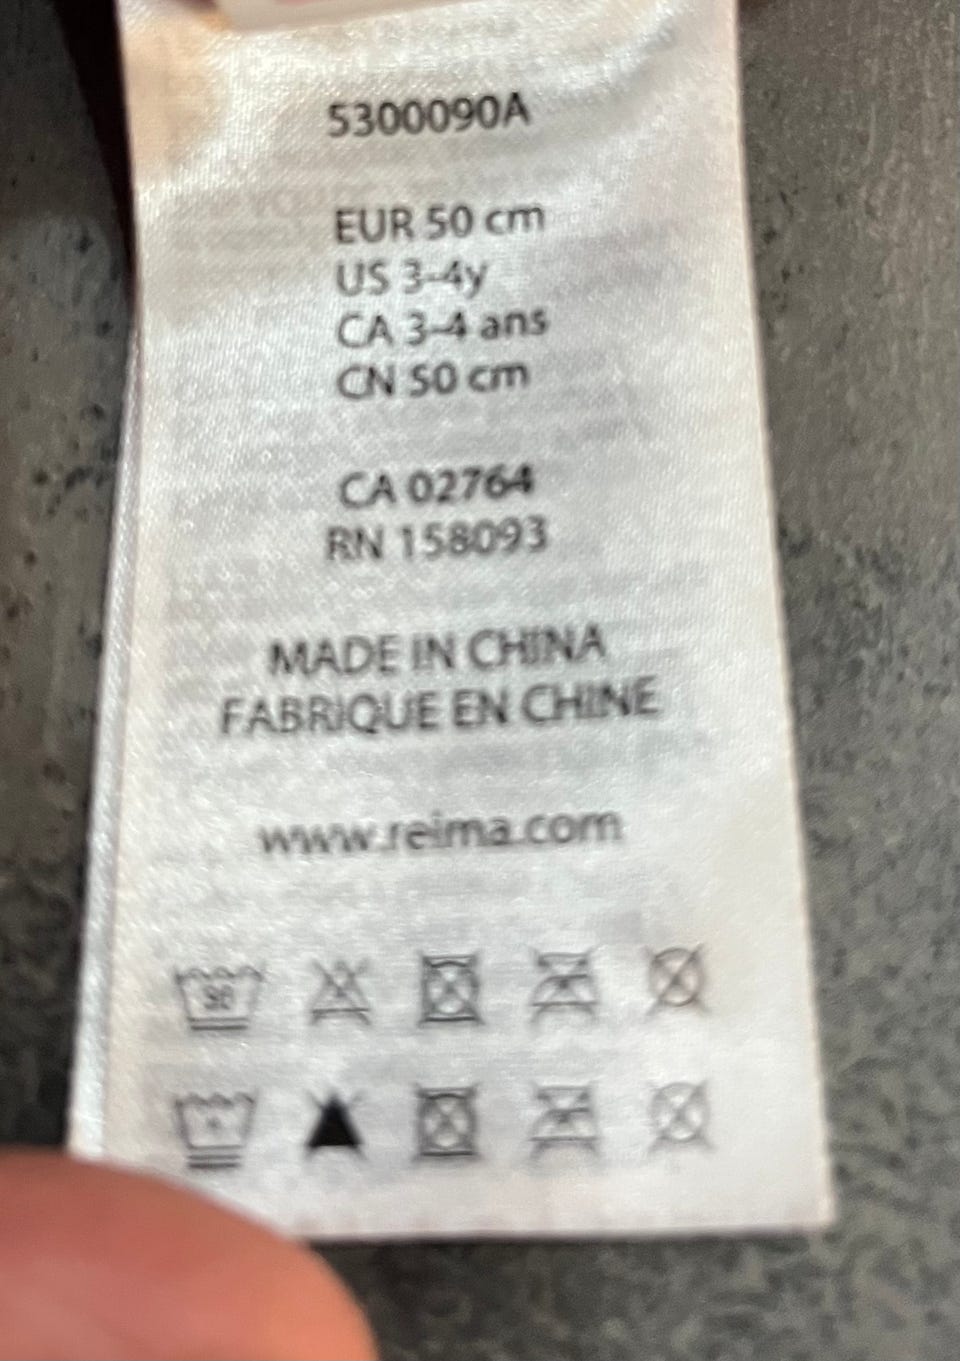 5300090A
EUR 50 cm
US 3-4y
CA 3-4 ans
CN 50 cm
CA 02764
RN 158093
MADE IN CHINA
FABRIQUE EN CHINE
www.reima.com